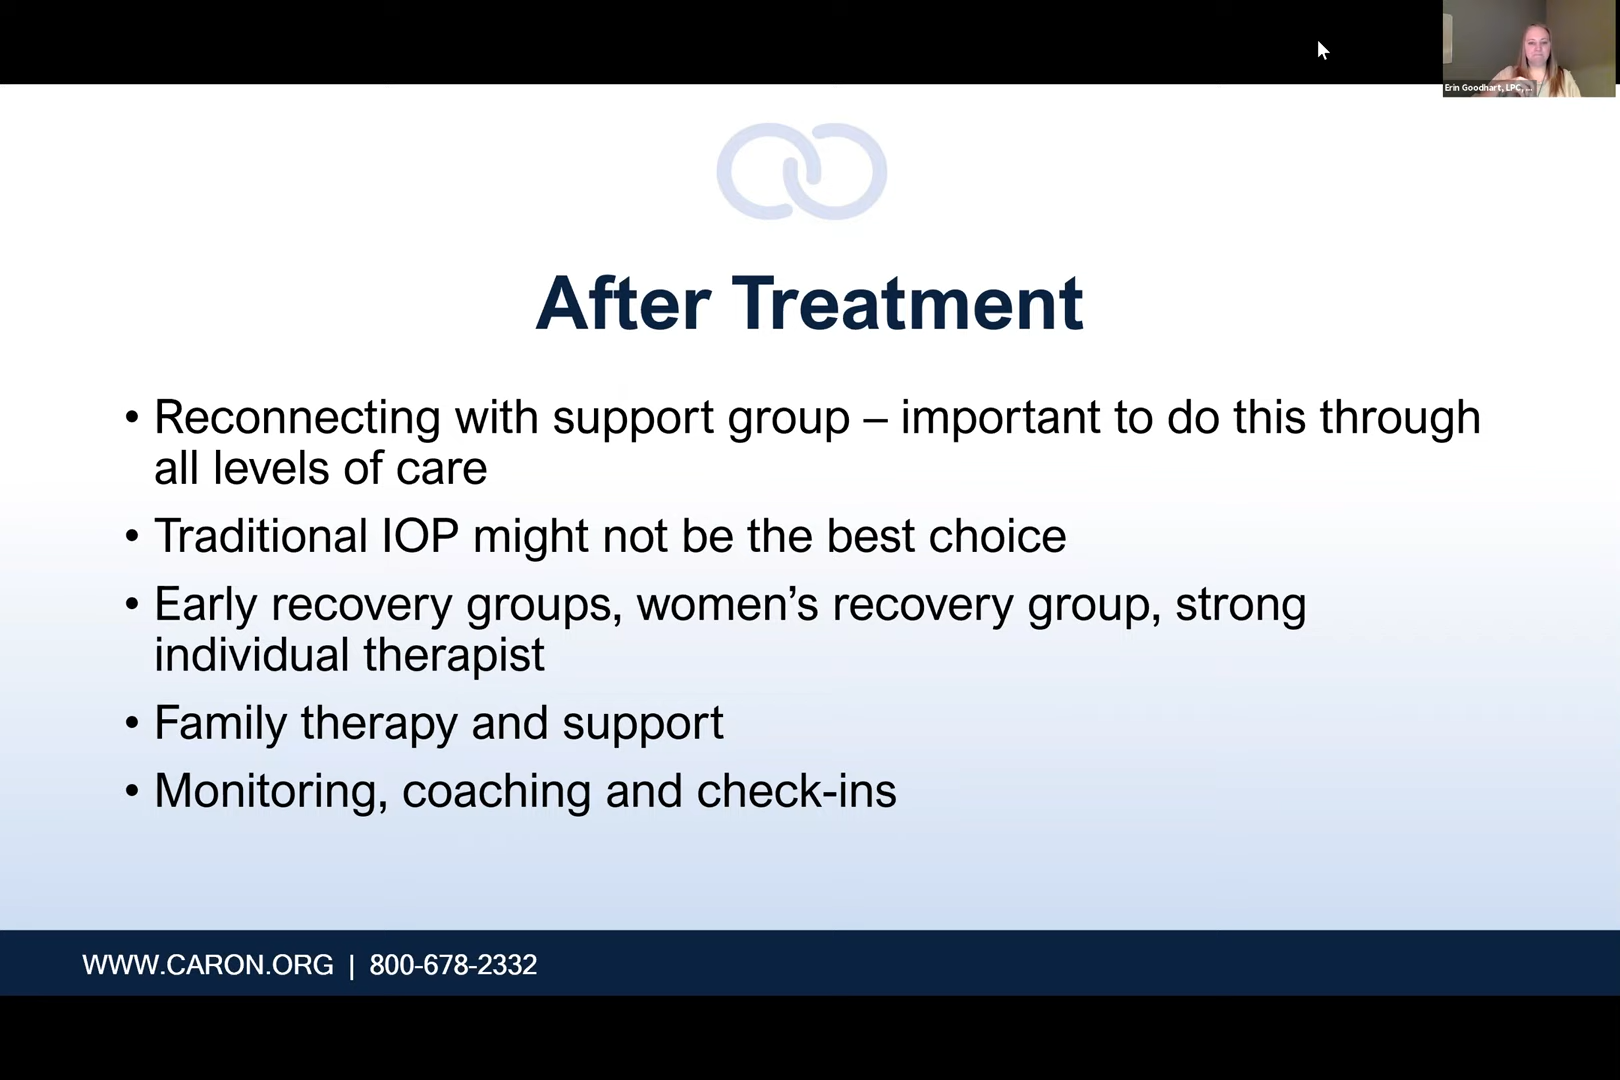 Erin Goodhart, LPC, ...
After Treatment
• Reconnecting with support group – important to do this through
all levels of care
• Traditional IOP might not be the best choice
• Early recovery groups, women’s recovery group, strong
individual therapist
• Family therapy and support
• Monitoring, coaching and check-ins
WWW.CARON.ORG | 800-678-2332